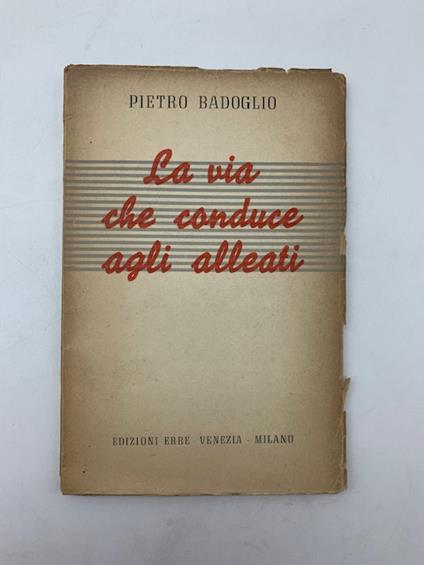 PIETRO BADOGLIO
La via
che conduce
agli alleati
EDIZIONI ERRE - VENEZIA - MILANO